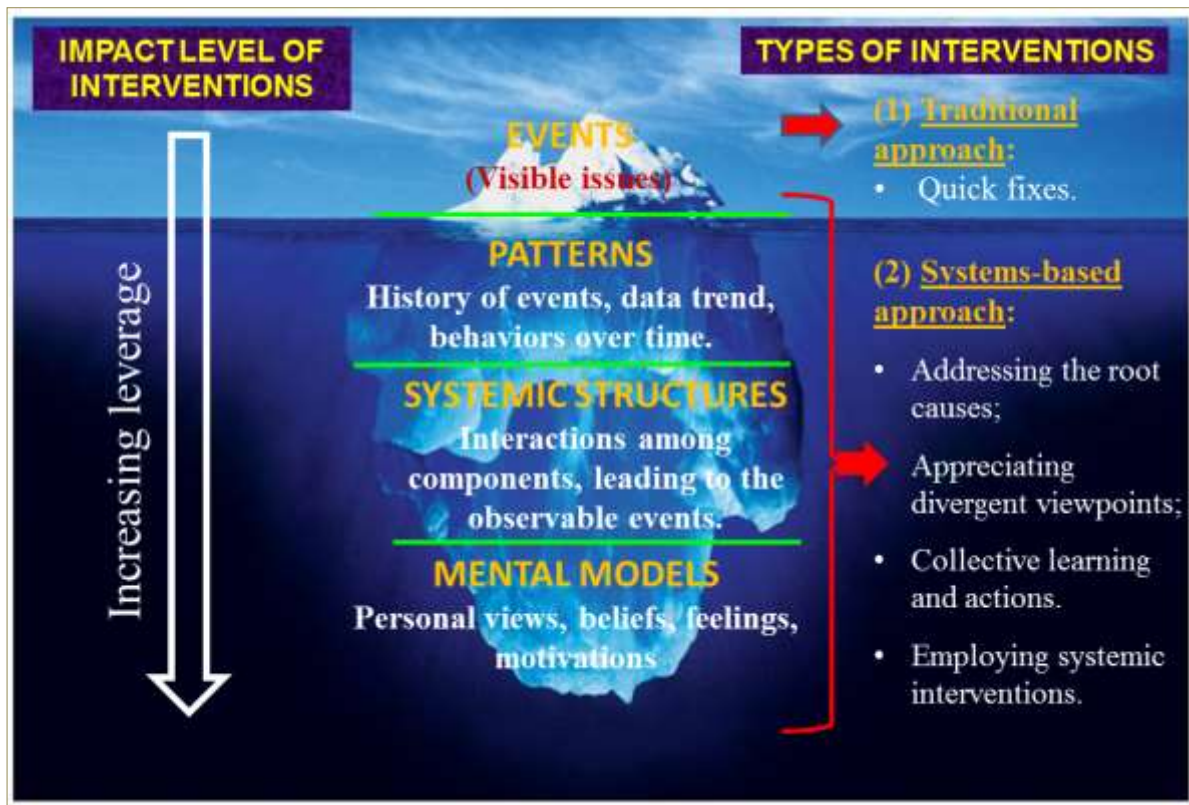 IMPACT LEVEL OF
INTERVENTIONS
Increasing leverage
EVENTS
(Visible issues)
PATTERNS
History of events, data trend,
behaviors over time.
SYSTEMIC STRUCTURES
Interactions among
components, leading to the
observable events.
MENTAL MODELS
Personal views, beliefs, feelings,
motivations
TYPES OF INTERVENTIONS
(1) Traditional
approach:
• Quick fixes.
(2) Systems-based
approach:
• Addressing the root
causes;
• Appreciating
divergent viewpoints;
• Collective learning
and actions.
• Employing systemic
interventions.